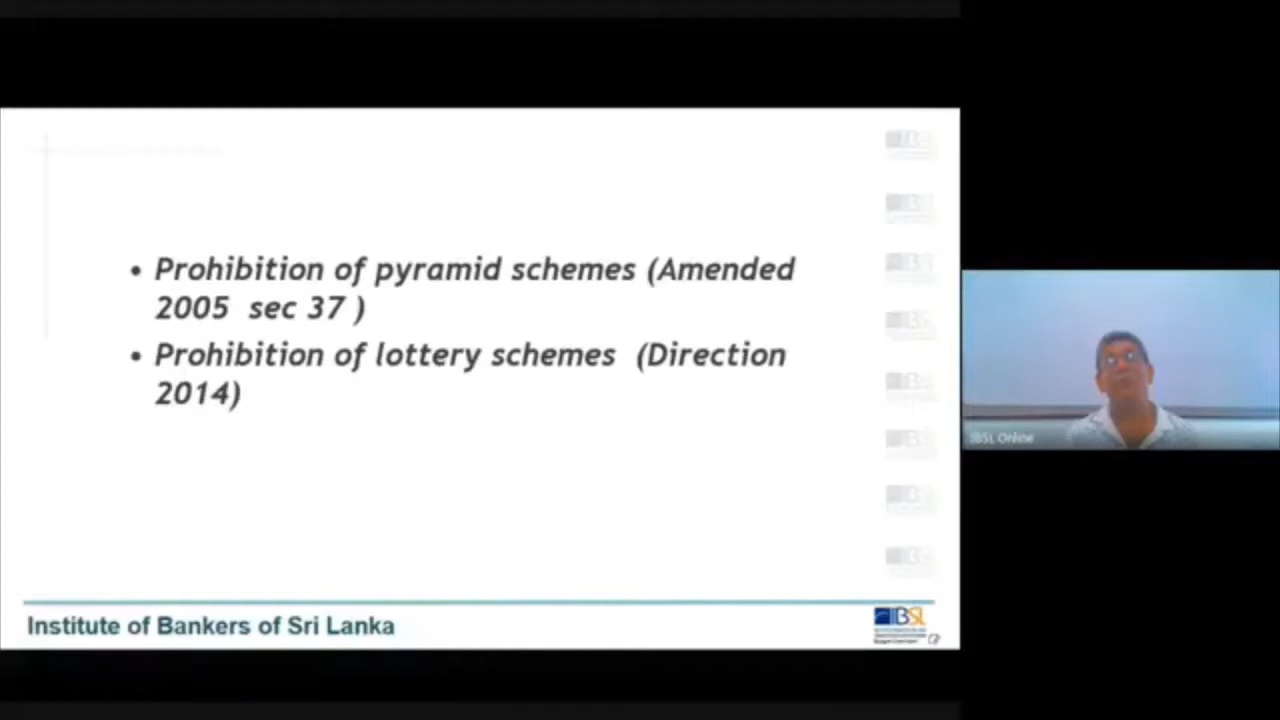 • Prohibition of pyramid schemes (Amended
2005 sec 37 )
• Prohibition of lottery schemes (Direction
2014)
Institute of Bankers of Sri Lanka
IBSL
IBSL Online